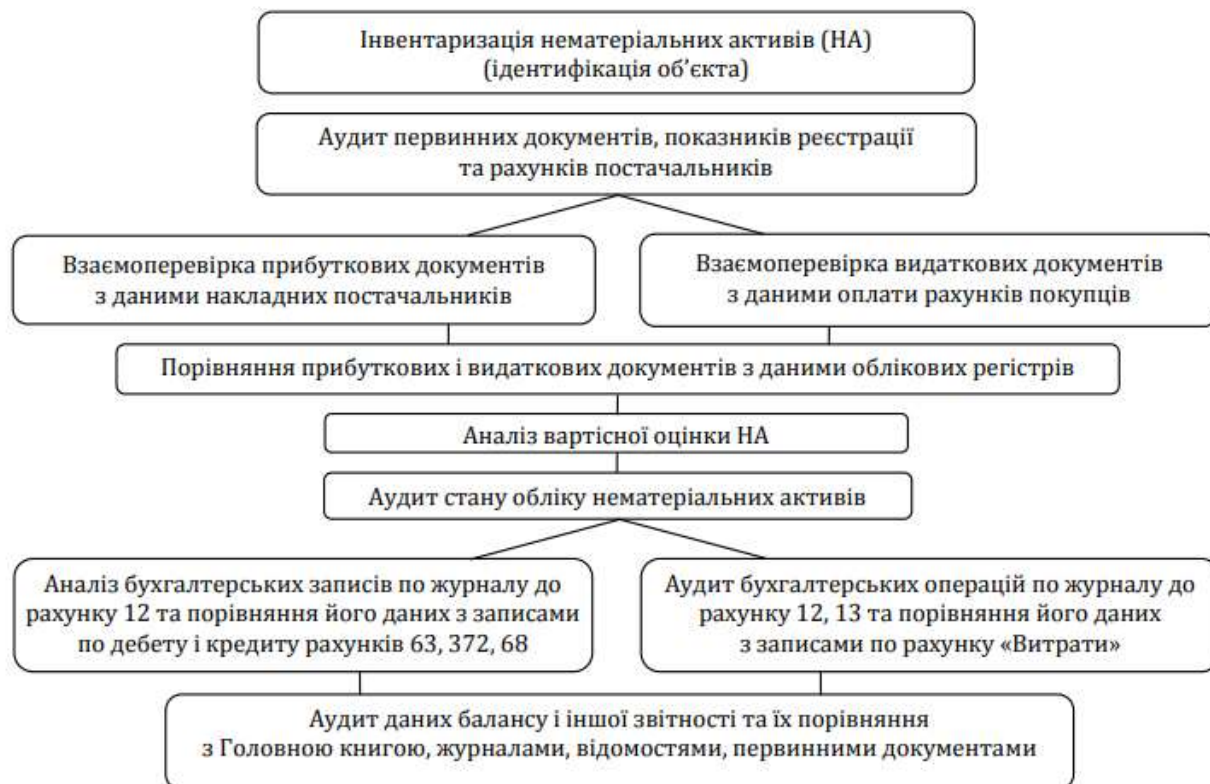 Інвентаризація нематеріальних активів (НА)
(ідентифікація об’єкта)
Аудит первинних документів, показників реєстрації
та рахунків постачальників
Взаємоперевірка прибуткових документів
з даними накладних постачальників
Взаємоперевірка видаткових документів
з даними оплати рахунків покупців
Порівняння прибуткових і видаткових документів з даними облікових регістрів
Аналіз вартісної оцінки НА
Аудит стану обліку нематеріальних активів
Аналіз бухгалтерських записів по журналу до
рахунку 12 та порівняння його даних з записами
по дебету і кредиту рахунків 63, 372, 68
Аудит бухгалтерських операцій по журналу до
рахунку 12, 13 та порівняння його даних
з записами по рахунку «Витрати»
Аудит даних балансу і іншої звітності та їх порівняння
з Головною книгою, журналами, відомостями, первинними документами